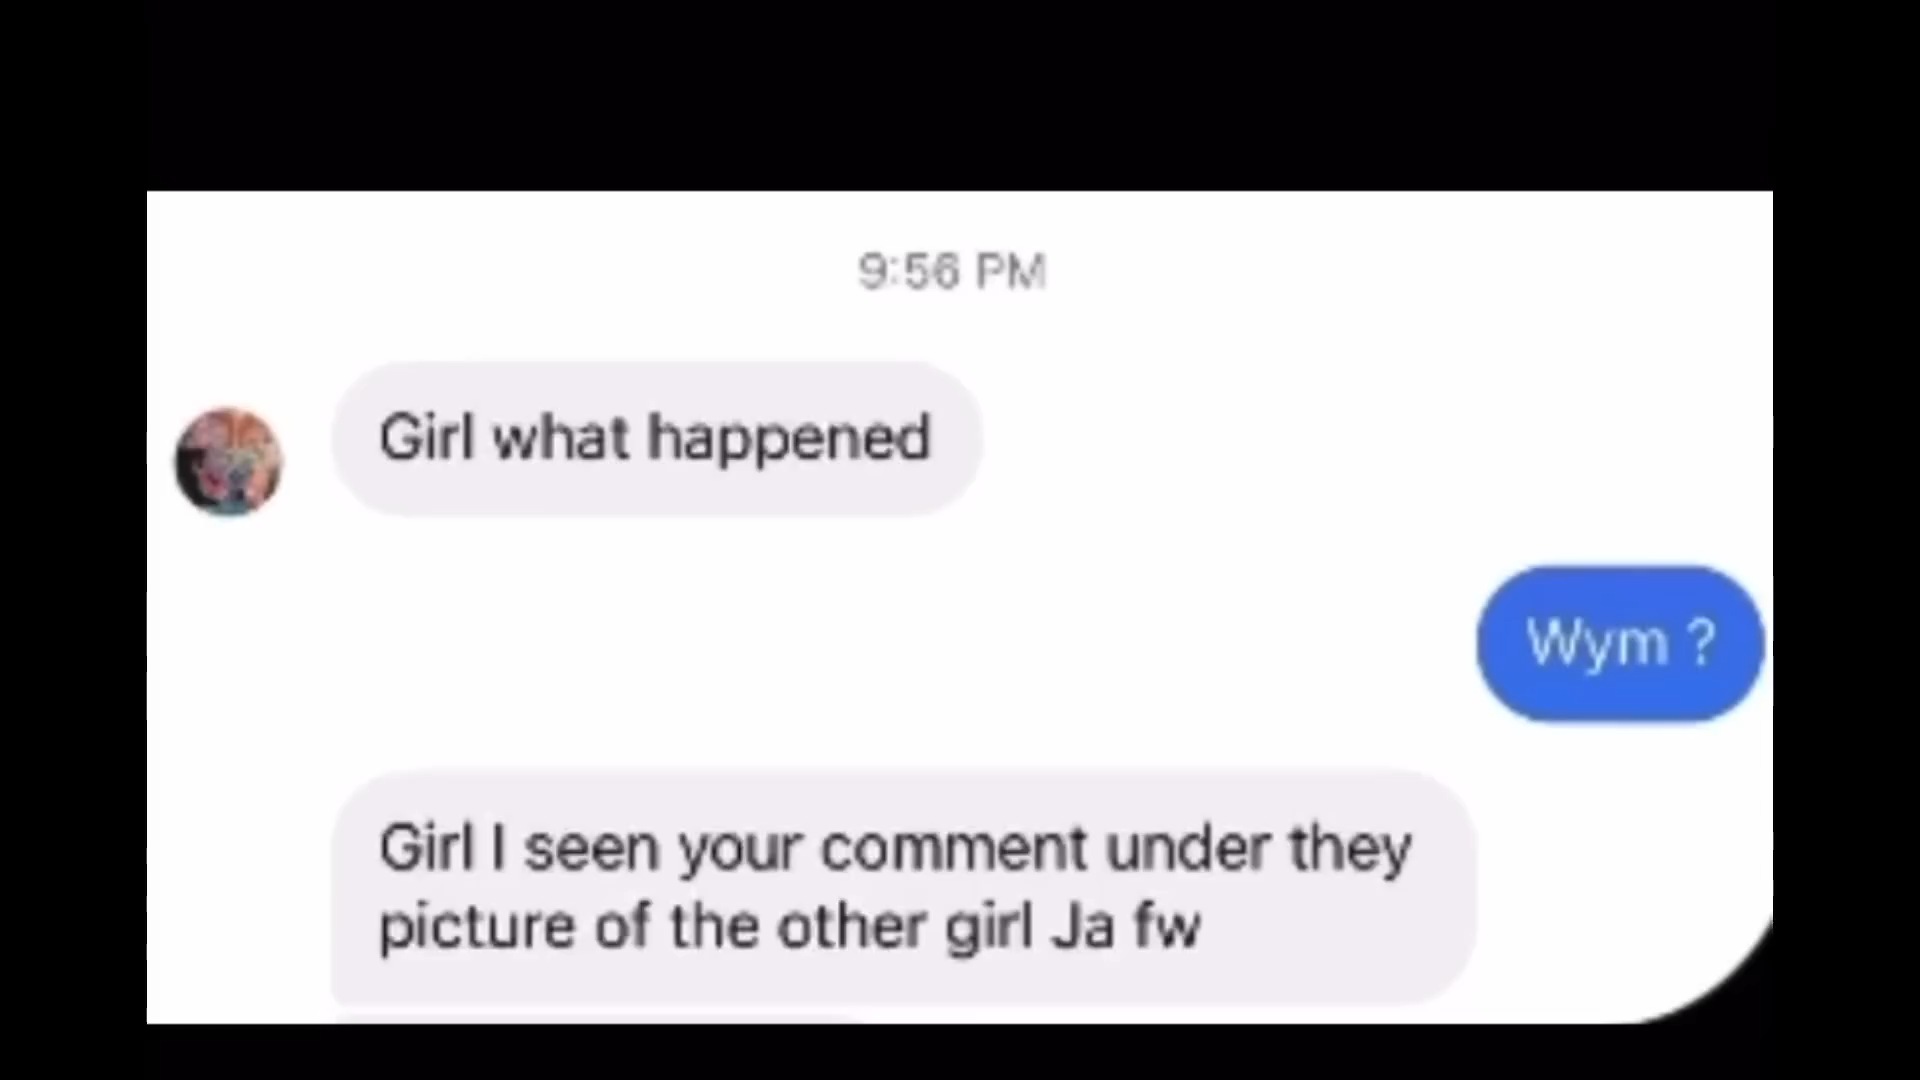 9:56 PM
Girl what happened
Wym ?
Girl I seen your comment under they
picture of the other girl Ja fw